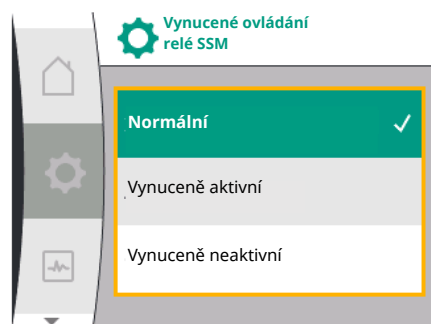 Vynucené ovládání
relé SSM
Normální
Vynuceně aktivní
Vynuceně neaktivní